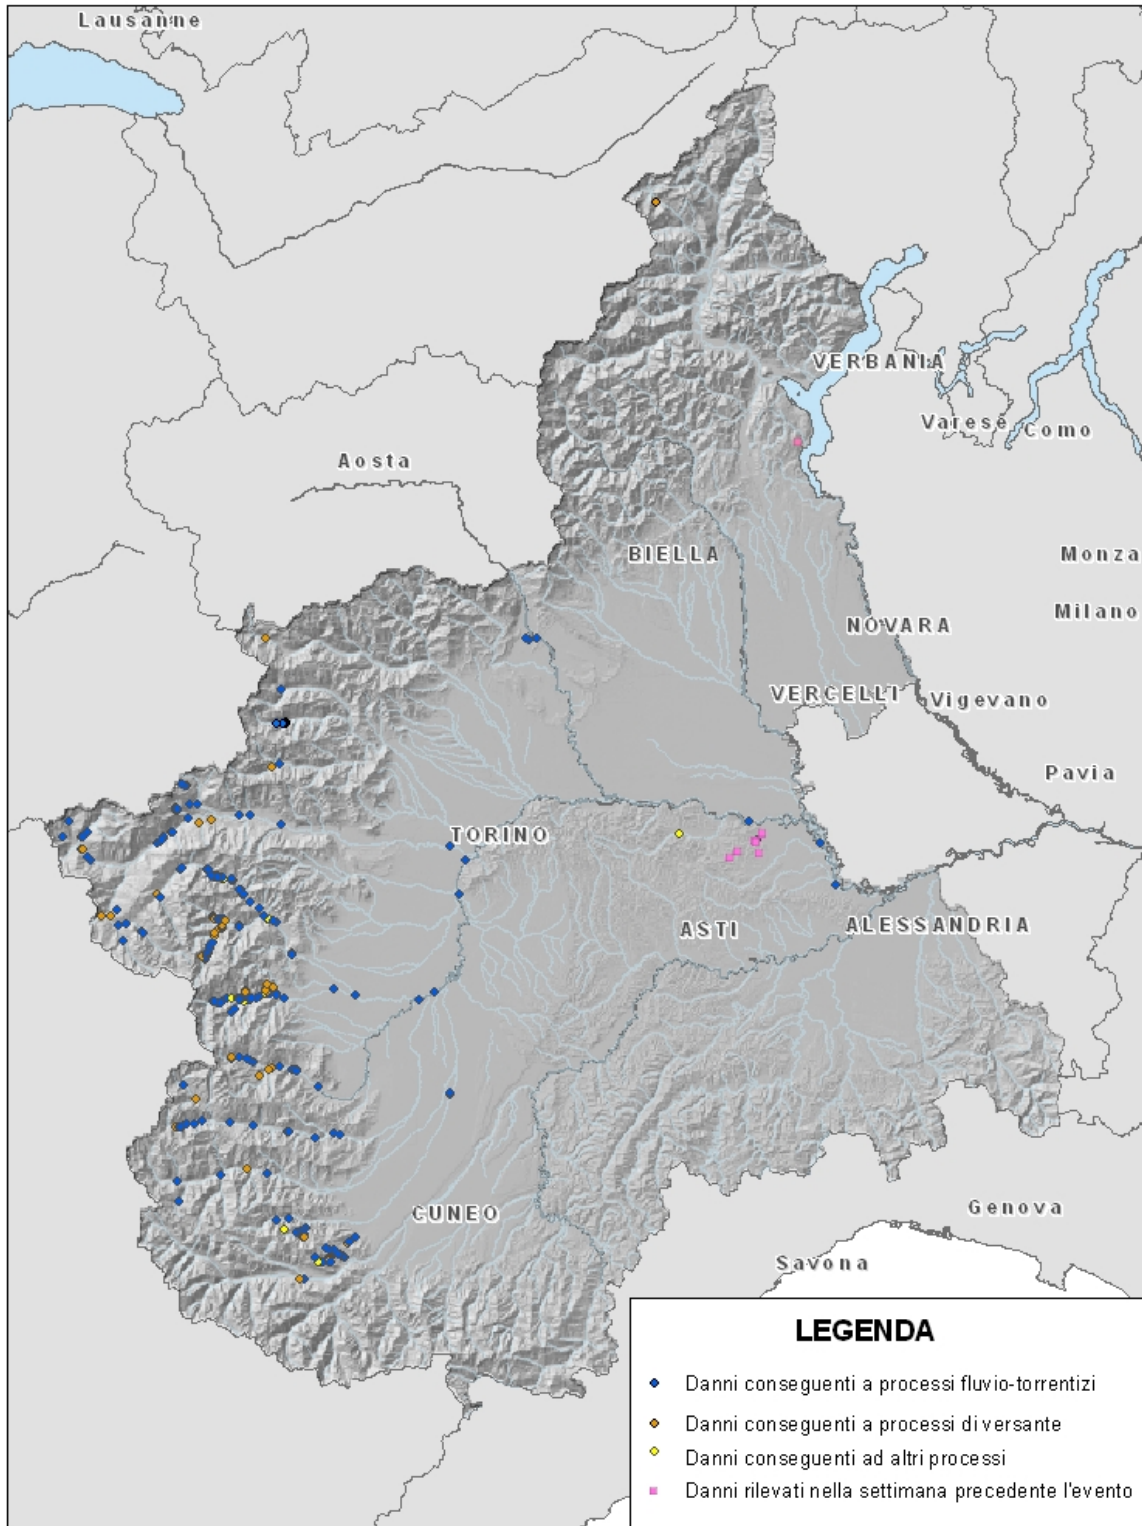 Lausanne
VERBANIA
Varese
Como
Aosta
BIELLA
Monza
Milano
NOVARA
VERCELLI
Vigevano
Pavia
TORINO
ASTI
ALESSANDRIA
CUNEO
Genova
Savona
LEGENDA
Danni conseguenti a processi fluvio-torrentizi
Danni conseguenti a processi di versante
Danni conseguenti ad altri processi
Danni rilevati nella settimana precedente l'evento